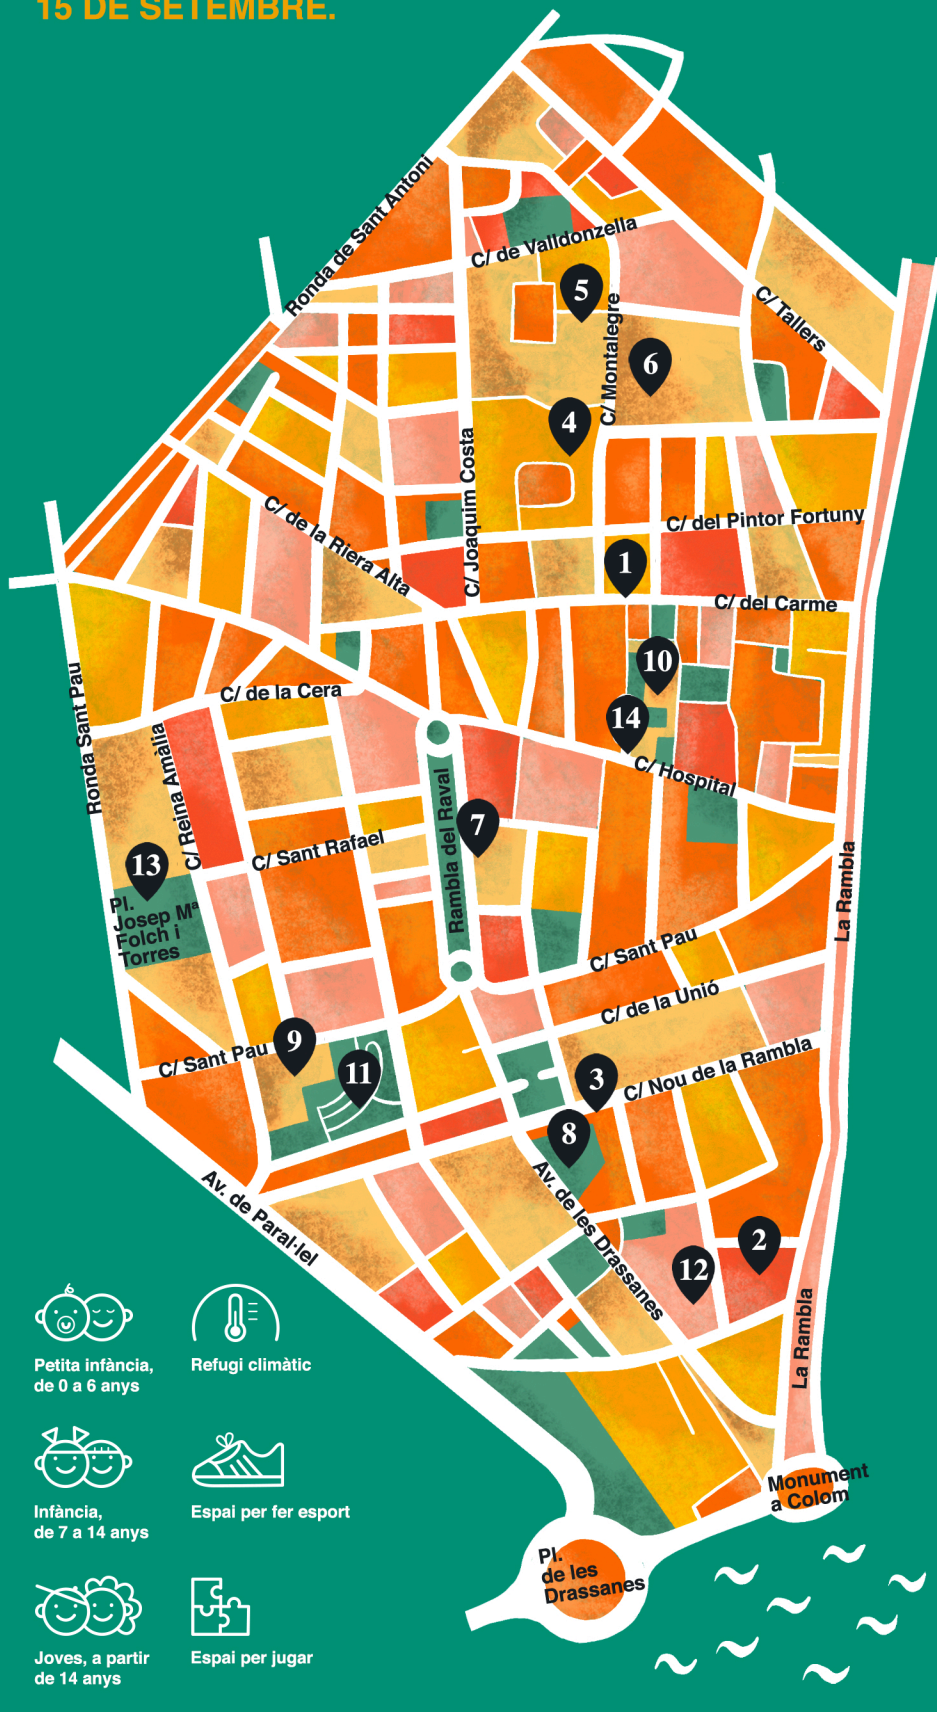 15 DE SETEMBRE.
Ronda de Sant Antoni
C/ de Valldonzella
5
C/ Montalegre
C/ Tallers
6
4
C/ Joaquim Costa
C/ de la Riera Alta
C/ del Pintor Fortuny
1
C/ del Carme
10
C/ de la Cera
14
Ronda Sant Pau
C/ Reina Amàlia
C/ Hospital
Rambla del Raval
7
C/ Sant Rafael
13
La Rambla
Pl.
Josep Mª
Folch i
Torres
C/ Sant Pau
C/ de la Unió
9
C/ Sant Pau
11
3
C/ Nou de la Rambla
8
Av. de Paral·lel
Av. de les Drassanes
2
12
La Rambla
Petita infància,
de 0 a 6 anys
Refugi climàtic
Infància,
de 7 a 14 anys
Espai per fer esport
Monument
a Colom
Pl.
de les
Drassanes
Joves, a partir
de 14 anys
Espai per jugar